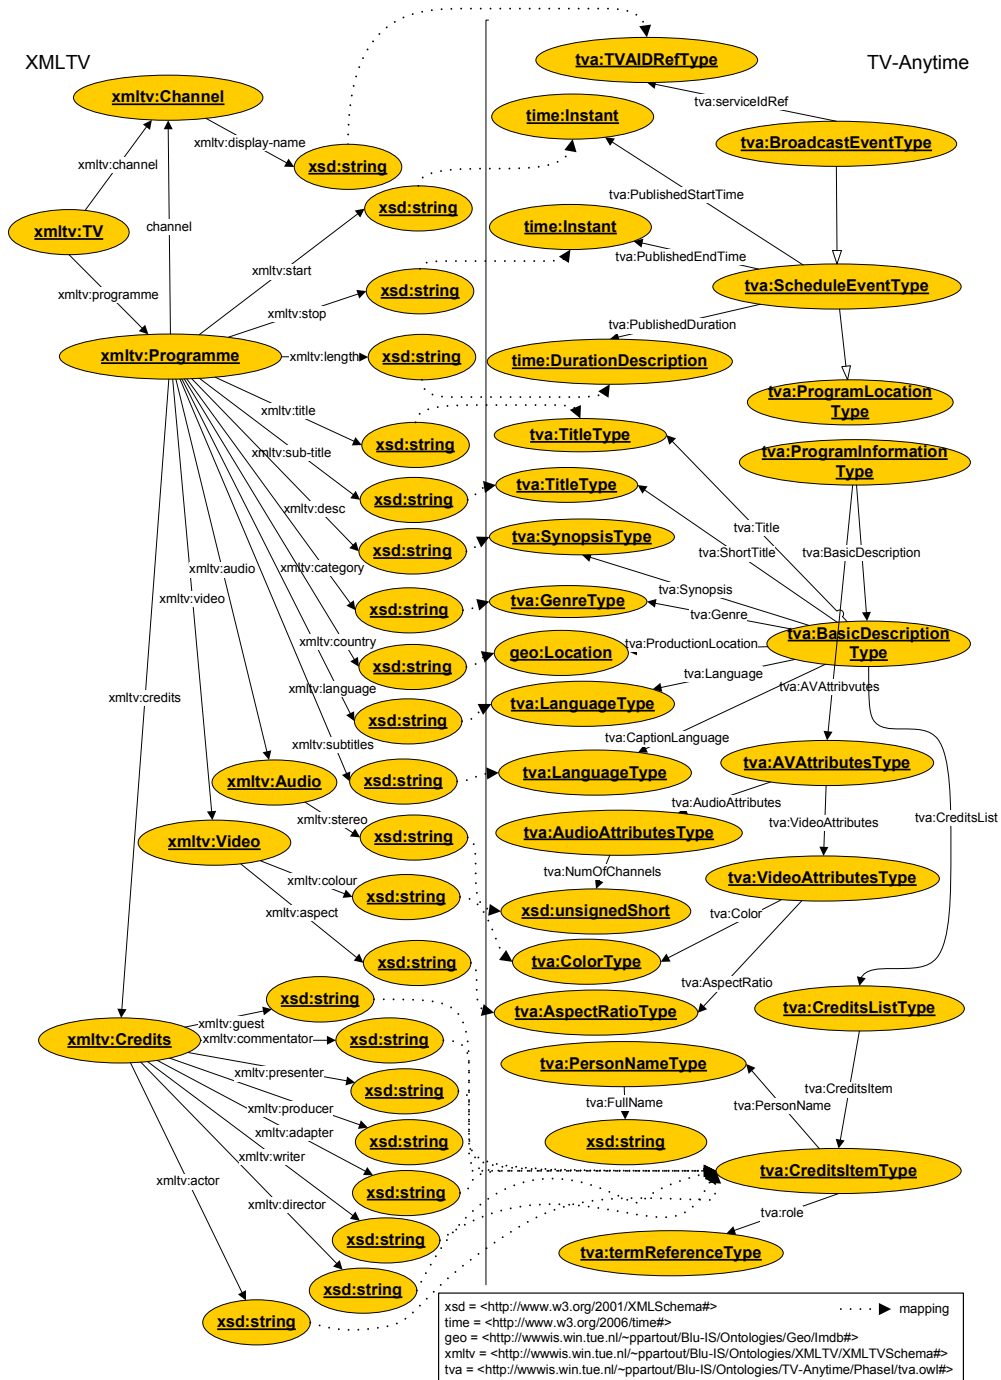 XMLTV
TV-Anytime
tva:TVAIDRefType
xmltv:Channel
tva:serviceIdRef
time:Instant
xmltv:display-name
tva:BroadcastEventType
xmltv:channel
xsd:string
tva:PublishedStartTime
xsd:string
xmltv:TV
channel
time:Instant
tva:PublishedEndTime
xmltv:start
xsd:string
tva:ScheduleEventType
xmltv:programme
xmltv:stop
tva:PublishedDuration
xmltv:Programme
xmltv:length
xsd:string
time:DurationDescription
tva:ProgramLocation
Type
xmltv:title
xsd:string
tva:TitleType
tva:ProgramInformation
Type
xmltv:sub-title
xsd:string
tva:TitleType
xmltv:desc
tva:Title
tva:ShortTitle
tva:BasicDescription
xsd:string
tva:SynopsisType
xmltv:audio
xmltv:category
xmltv:video
tva:Synopsis
xsd:string
tva:GenreType
tva:Genre
xmltv:country
tva:ProductionLocation
tva:BasicDescription
Type
xsd:string
geo:Location
tva:Language
xmltv:language
tva:AVAttribvutes
xmltv:credits
xsd:string
tva:LanguageType
xmltv:subtitles
tva:CaptionLanguage
xmltv:Audio
xsd:string
tva:LanguageType
tva:AVAttributesType
tva:AudioAttributes
xmltv:stereo
tva:VideoAttributes
tva:CreditsList
xmltv:Video
xsd:string
tva:AudioAttributesType
tva:NumOfChannels
tva:VideoAttributesType
xmltv:colour
xsd:string
xmltv:aspect
xsd:unsignedShort
tva:Color
xsd:string
tva:ColorType
tva:AspectRatio
xsd:string
tva:AspectRatioType
tva:CreditsListType
xmltv:guest
xmltv:Credits
xmltv:commentator
xsd:string
tva:PersonNameType
xmltv:presenter
xsd:string
tva:CreditsItem
tva:FullName
tva:PersonName
xmltv:producer
xmltv:adapter
xsd:string
xsd:string
xmltv:writer
xmltv:actor
tva:CreditsItemType
xsd:string
xmltv:director
tva:role
xsd:string
tva:termReferenceType
xsd:string
xsd:string
xsd = <http://www.w3.org/2001/XMLSchema#>
mapping
time = <http://www.w3.org/2006/time#>
geo = <http://wwwis.win.tue.nl/~ppartout/Blu-IS/Ontologies/Geo/Imdb#>
xmltv = <http://wwwis.win.tue.nl/~ppartout/Blu-IS/Ontologies/XMLTV/XMLTVSchema#>
tva = <http://wwwis.win.tue.nl/~ppartout/Blu-IS/Ontologies/TV-Anytime/PhaseI/tva.owl#>